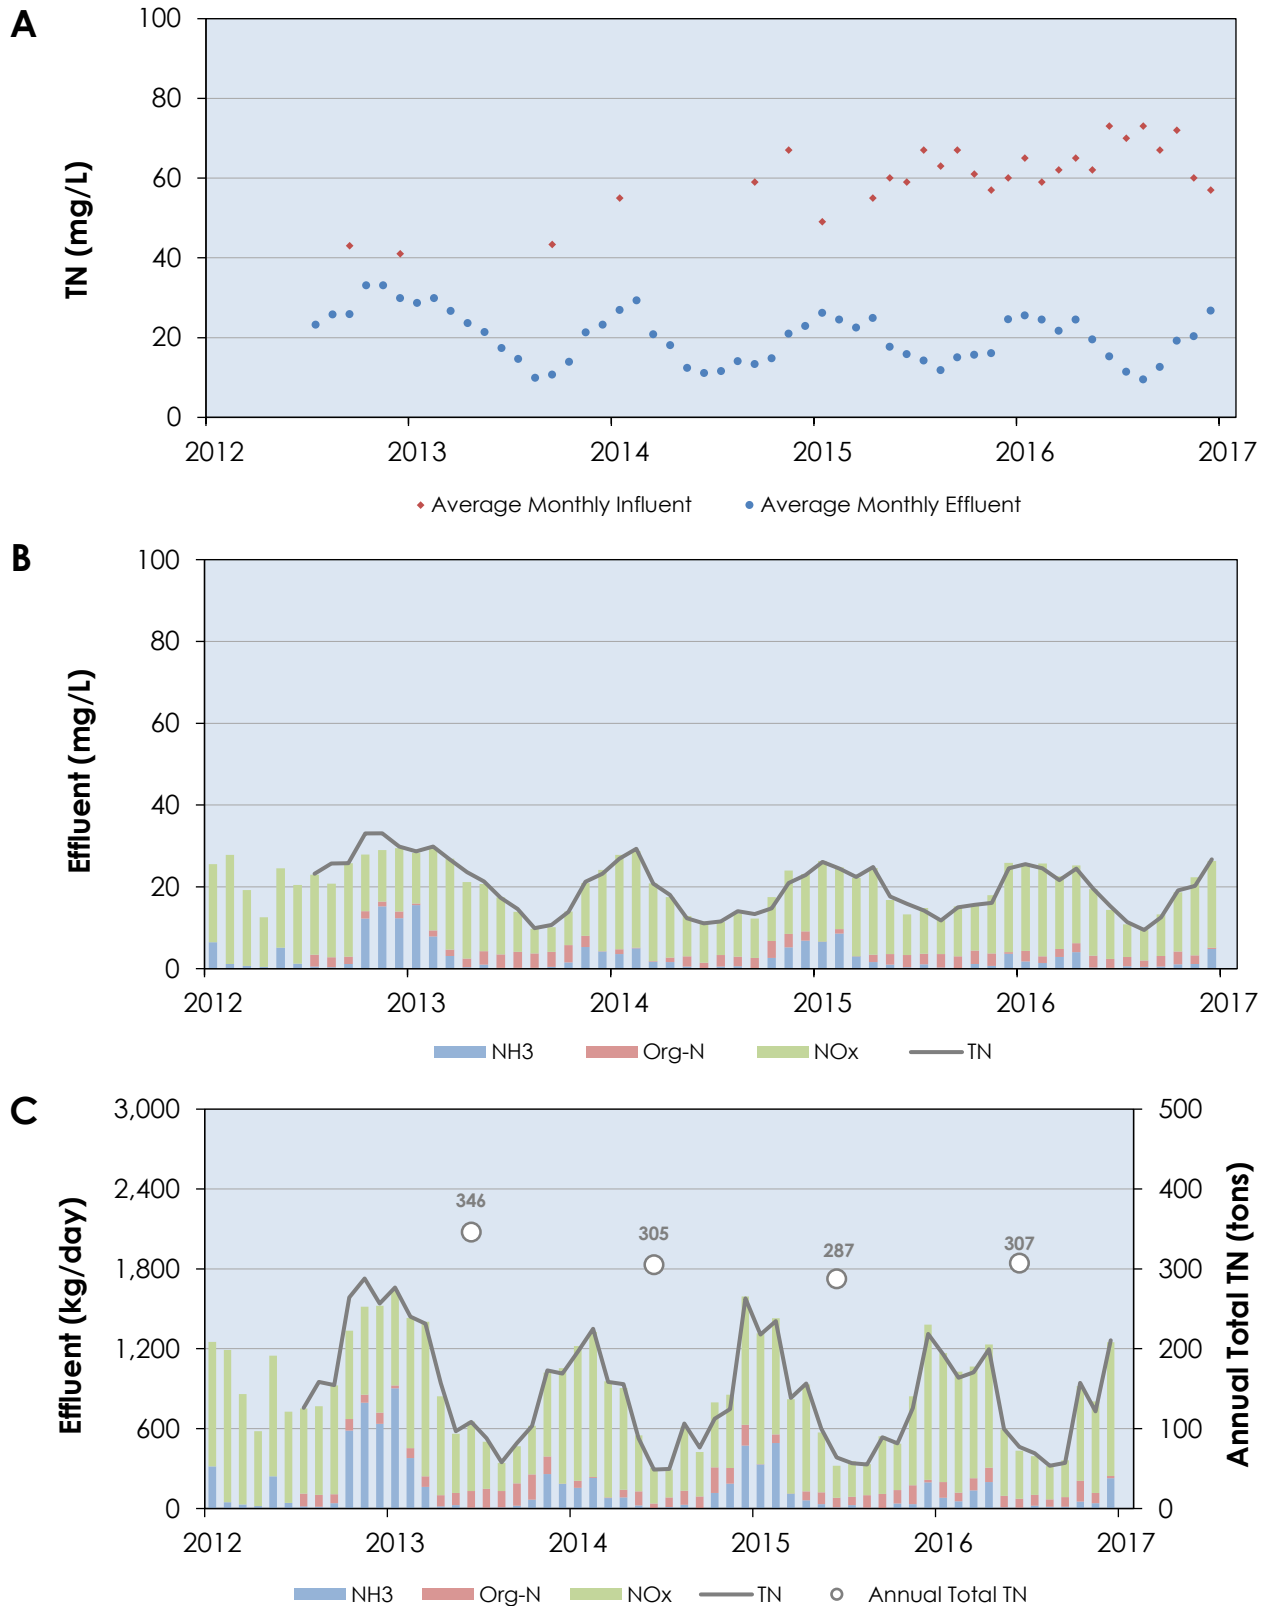 A
100
80
60
40
20
0
TN (mg/L)
2012 2013 2014 2015 2016 2017
Average Monthly Influent Average Monthly Effluent
B
100
80
60
40
20
0
Effluent (mg/L)
2012 2013 2014 2015 2016 2017
NH3 Org-N NOx TN
C
3,000
2,400
1,800
1,200
600
0
Effluent (kg/day)
346
305
287
307
500
400
300
200
100
0
Annual Total TN (tons)
2012 2013 2014 2015 2016 2017
NH3 Org-N NOx TN Annual Total TN